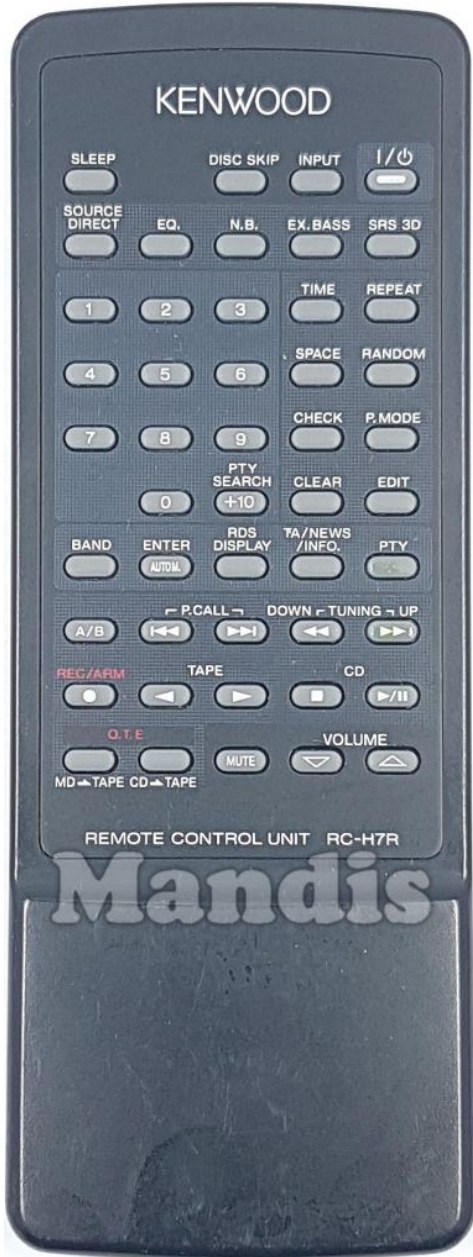 KENWOOD
SLEEP DISC SKIP INPUT I/⏻
SOURCE
DIRECT EQ. N.B. EX.BASS SRS 3D
1 2 3 TIME REPEAT
4 5 6 SPACE RANDOM
7 8 9 CHECK P.MODE
PTY
SEARCH CLEAR EDIT
0 +10
BAND ENTER RDS
DISPLAY TA/NEWS
/INFO. PTY
AUTOM.
P.CALL DOWN TUNING UP
A/B
REC/ARM TAPE CD
O.T.E
MUTE VOLUME
MD TAPE CD TAPE
REMOTE CONTROL UNIT RC-H7R
Mandis